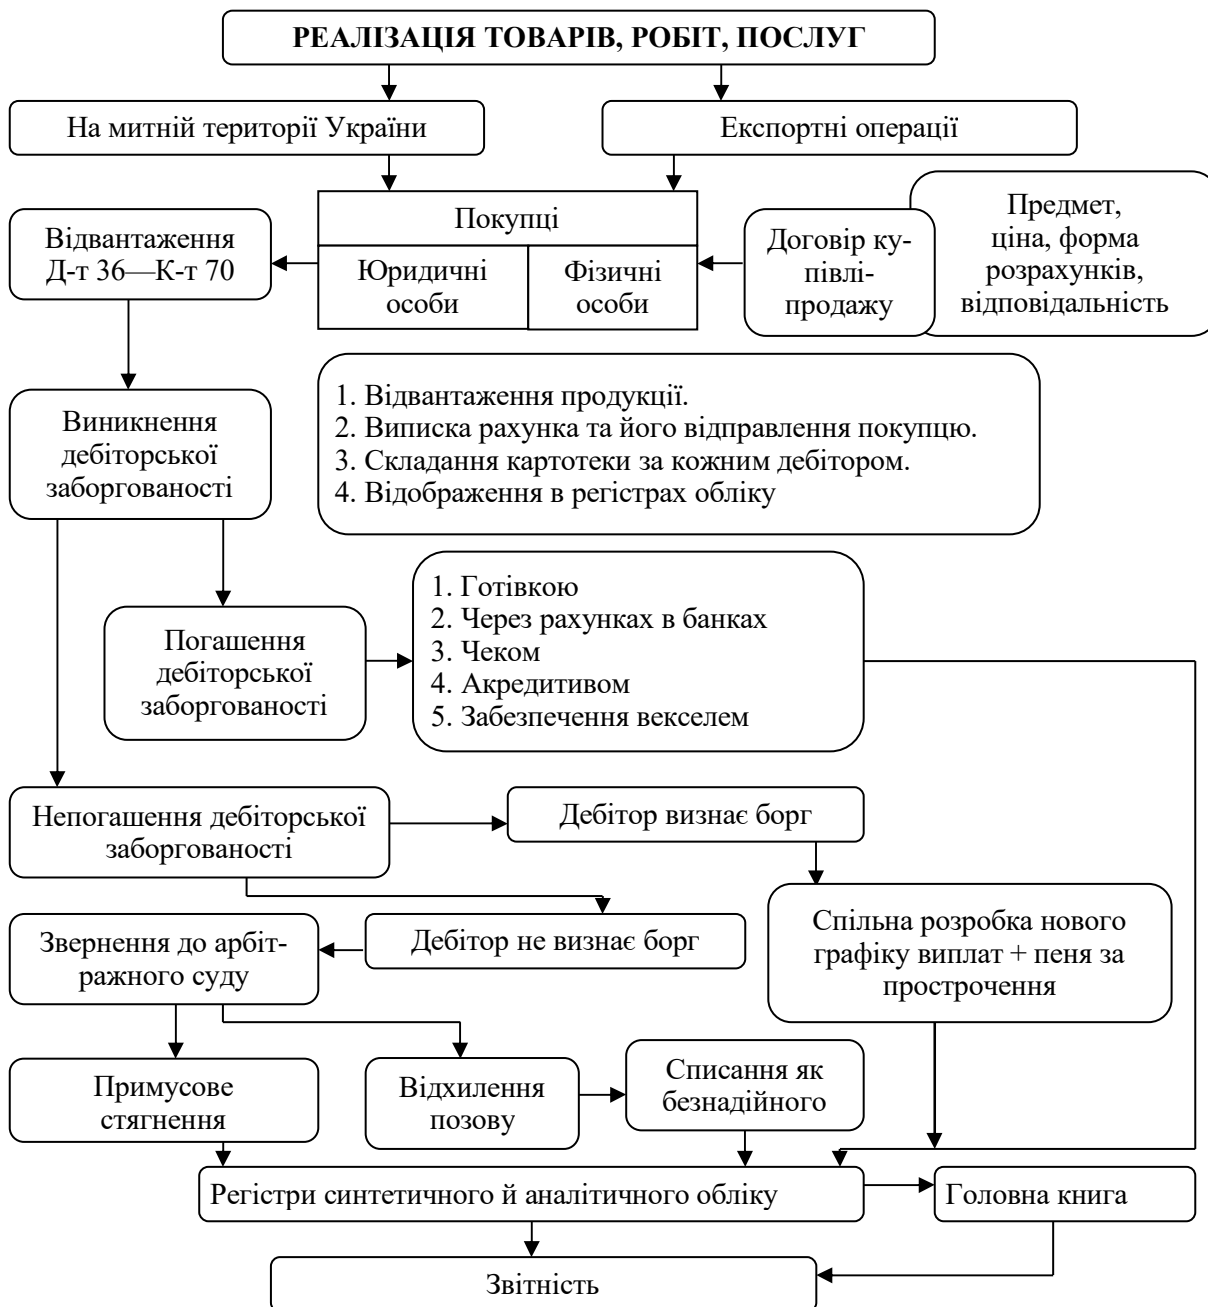 РЕАЛІЗАЦІЯ ТОВАРІВ, РОБІТ, ПОСЛУГ
На митній території України
Експортні операції
Відвантаження
Д-т 36—К-т 70
Покупці
Юридичні
особи
Фізичні
особи
Договір ку-
півлі-
продажу
Предмет,
ціна, форма
розрахунків,
відповідальність
Виникнення
дебіторської
заборгованості
1. Відвантаження продукції.
2. Виписка рахунка та його відправлення покупцю.
3. Складання картотеки за кожним дебітором.
4. Відображення в регістрах обліку
Погашення
дебіторської
заборгованості
1. Готівкою
2. Через рахунках в банках
3. Чеком
4. Акредитивом
5. Забезпечення векселем
Непогашення дебіторської
заборгованості
Дебітор визнає борг
Звернення до арбіт-
ражного суду
Дебітор не визнає борг
Спільна розробка нового
графіку виплат + пеня за
прострочення
Примусове
стягнення
Відхилення
позову
Списання як
безнадійного
Регістри синтетичного й аналітичного обліку
Головна книга
Звітність